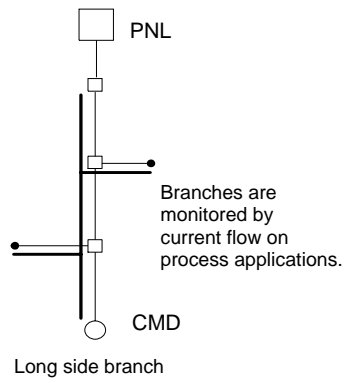 PNL
Branches are
monitored by
current flow on
process applications.
CMD
Long side branch